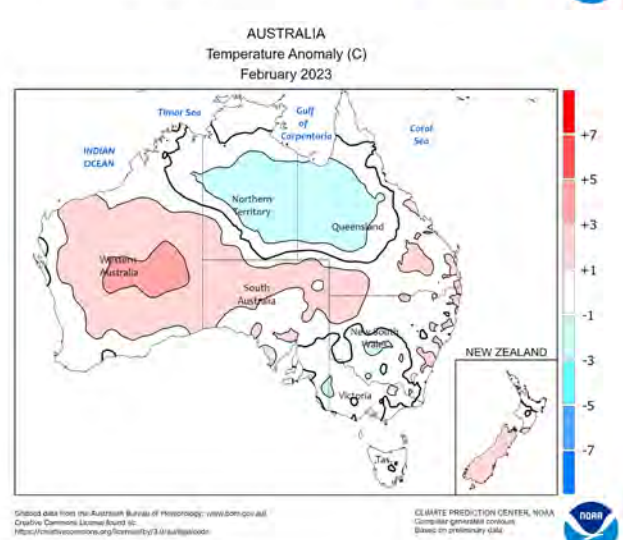 AUSTRALIA
Temperature Anomaly (C)
February 2023
Timor Sea
Gulf
of
Carpentaria
Coral
Sea
INDIAN
OCEAN
Northern
Territory
Queensland
Western
Australia
South
Australia
New South
Wales
Victoria
Tas
NEW ZEALAND
+7
+5
+3
+1
-1
-3
-5
-7
Gridded data from the Australian Bureau of Meteorology: www.bom.gov.au/
Creative Commons License found at:
CLIMATE PREDICTION CENTER, NOAA
Computer generated contours
Based on preliminary data
NOAA